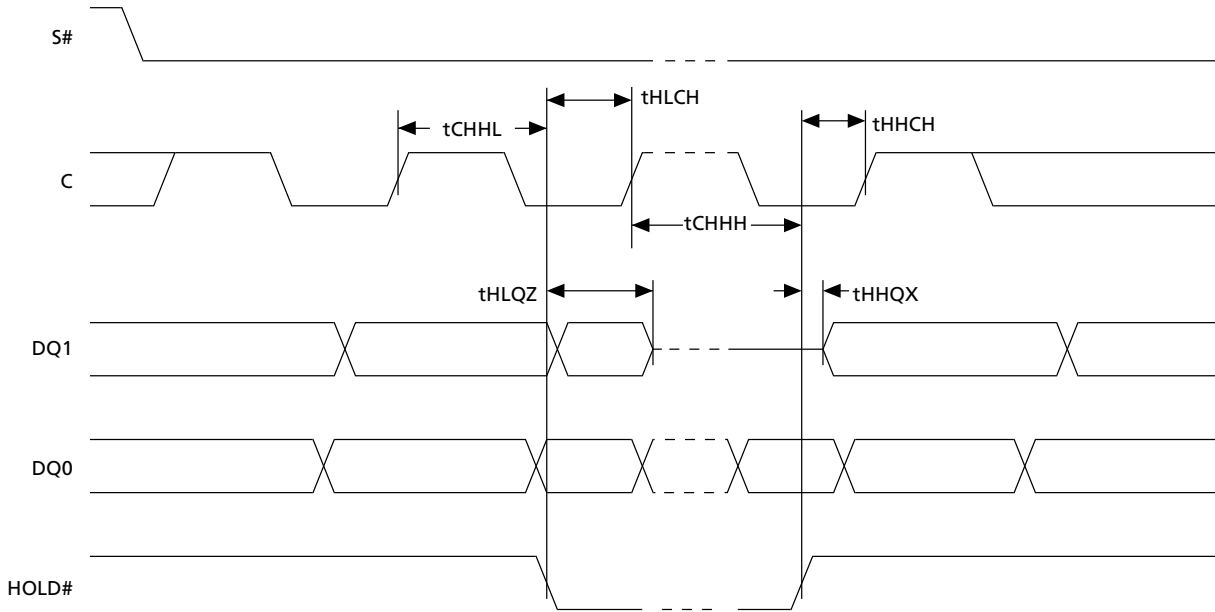 S#
tHLCH
tCHHL
tHHCH
C
tCHHH
tHLQZ
tHHQX
DQ1
DQ0
HOLD#